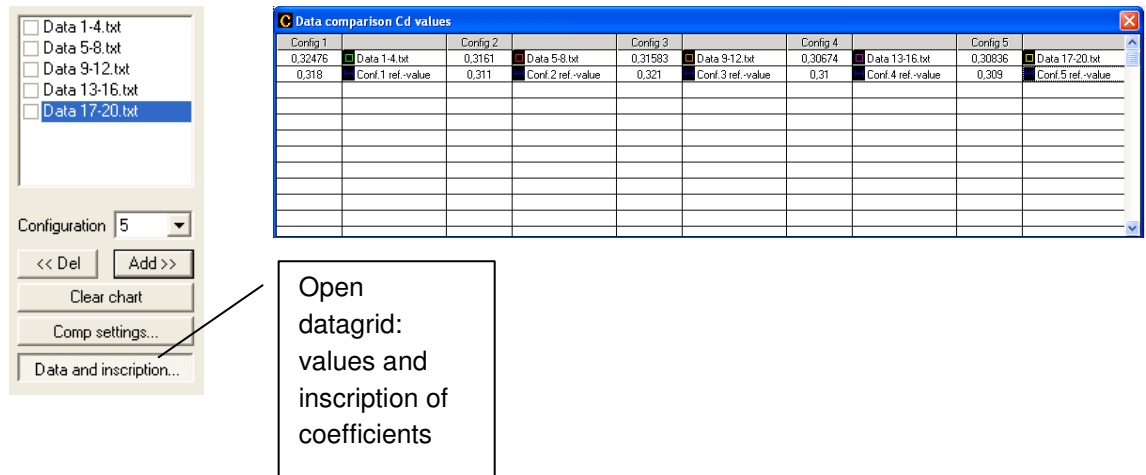 Data 1-4.txt
Data 5-8.txt
Data 9-12.txt
Data 13-16.txt
Data 17-20.txt
Configuration 5
<< Del Add >>
Clear chart
Comp settings...
Data and inscription...
C Data comparison Cd values
Config 1 Config 2 Config 3 Config 4 Config 5
0,32476 Data 1-4.txt 0,3161 Data 5-8.txt 0,31583 Data 9-12.txt 0,30674 Data 13-16.txt 0,30836 Data 17-20.txt
0,318 Conf.1 ref.-value 0,311 Conf.2 ref.-value 0,321 Conf.3 ref.-value 0,31 Conf.4 ref.-value 0,309 Conf.5 ref.-value
Open
datagrid:
values and
inscription of
coefficients